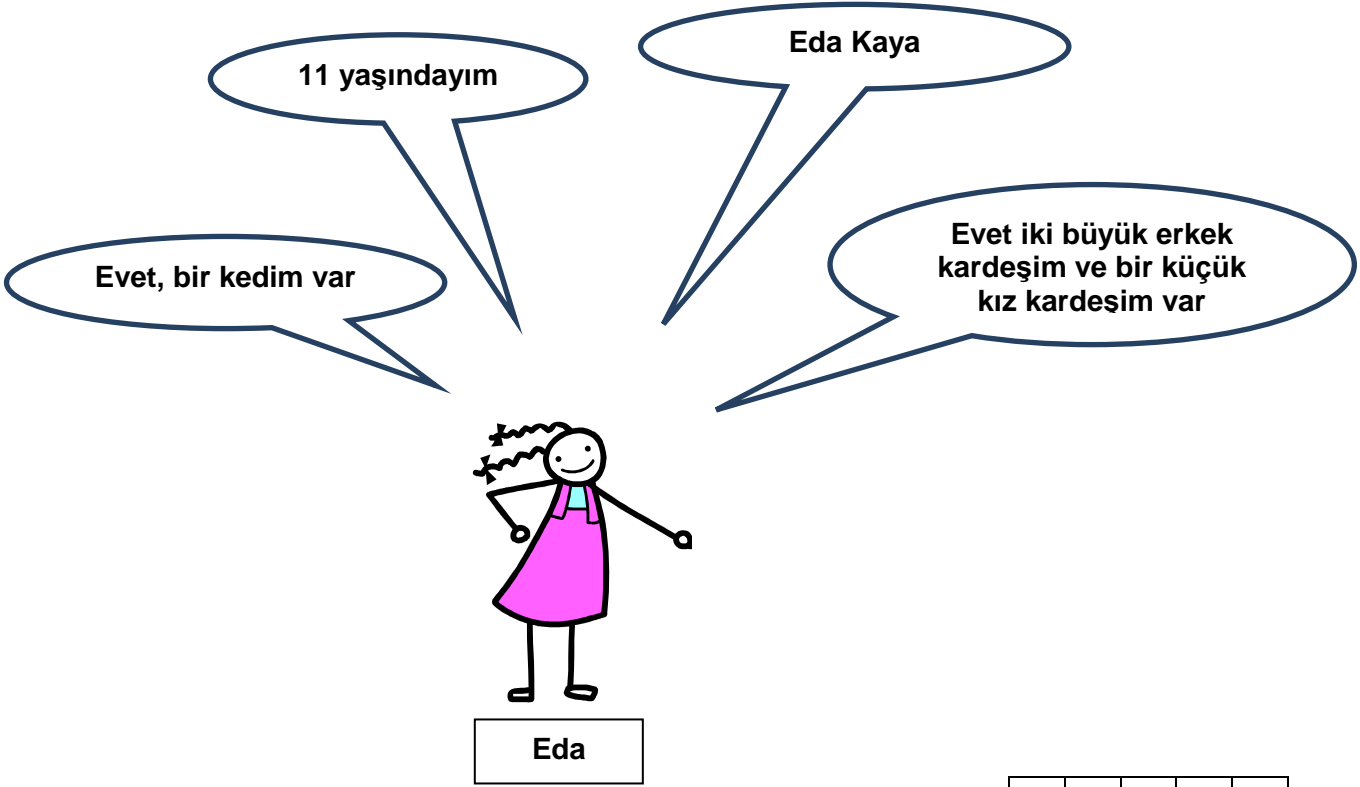 Eda Kaya
11 yaşındayım
Evet iki büyük erkek
kardeşim ve bir küçük
kız kardeşim var
Evet, bir kedim var
Eda